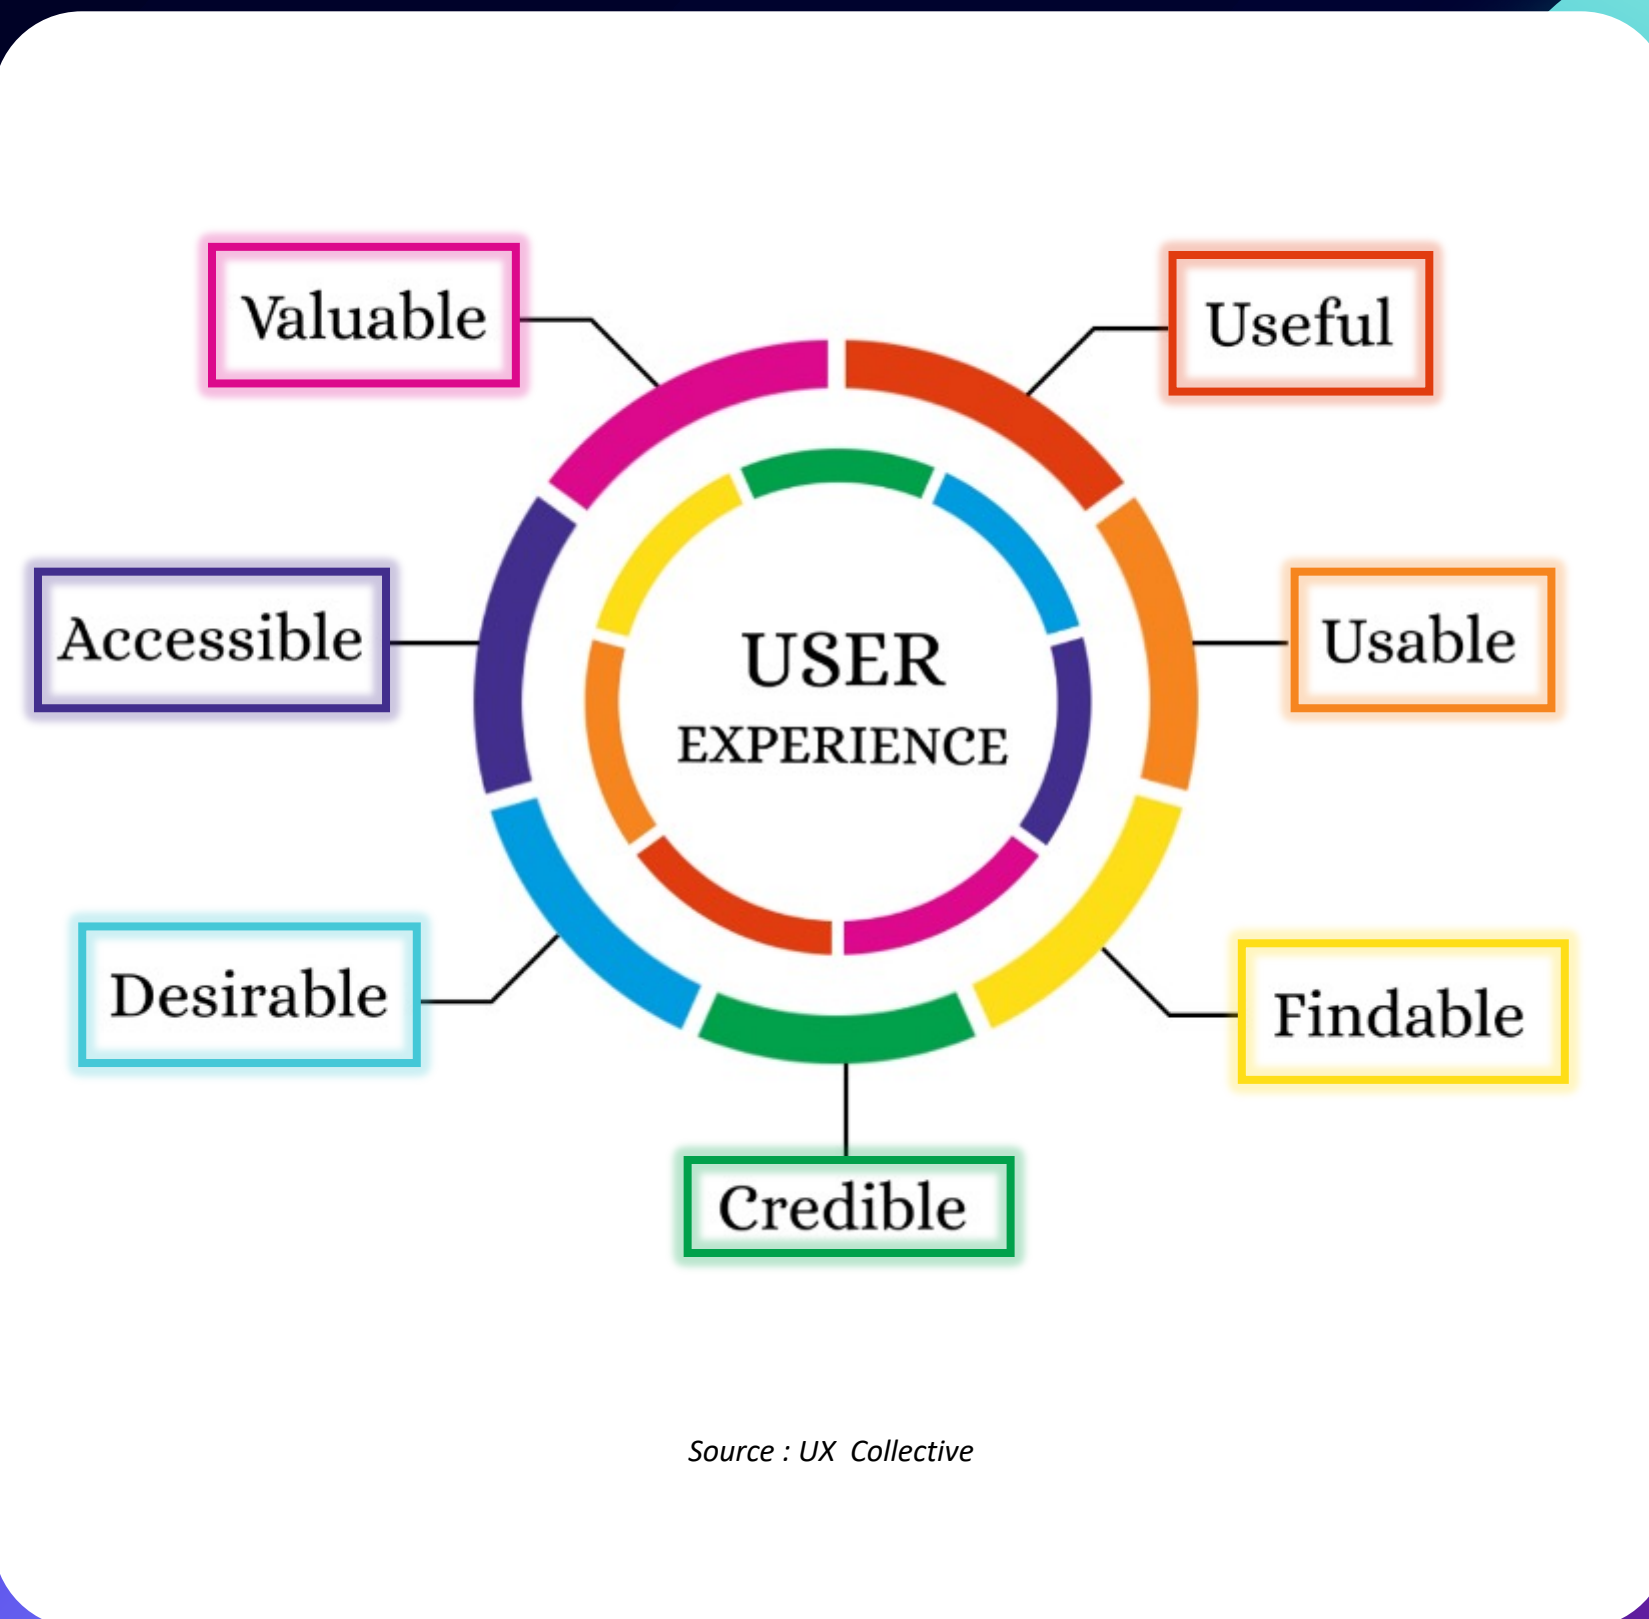 Valuable
Useful
Accessible
USER
EXPERIENCE
Usable
Desirable
Findable
Credible
Source : UX Collective